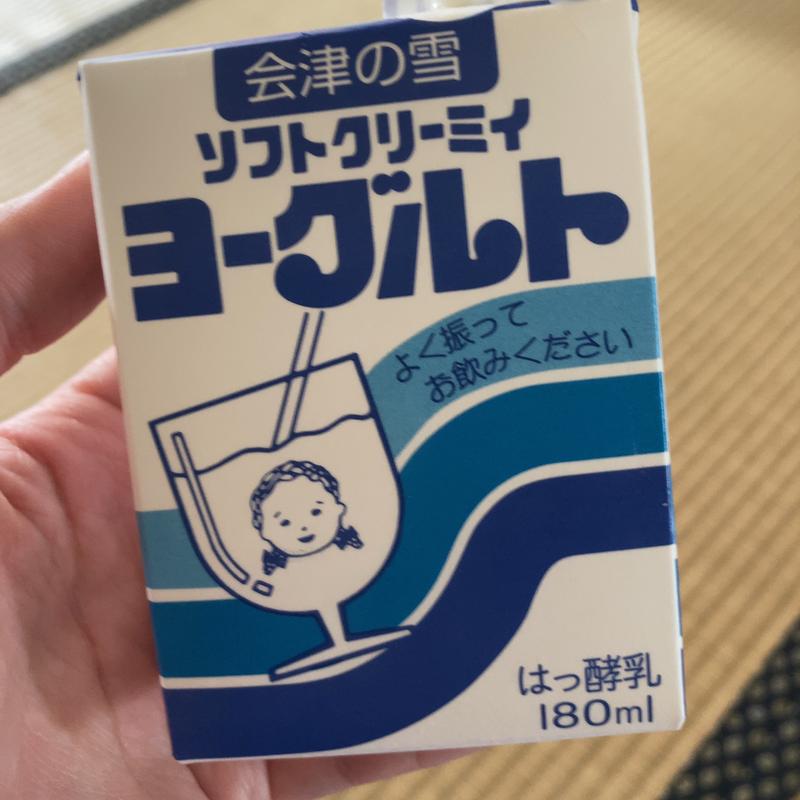 会津の雪
ソフトクリーミィ
ヨーグルト
よく振って
お飲みください
はっ酵乳
180ml